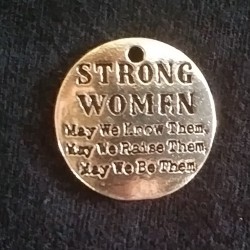 STRONG
WOMEN
May We Know Them,
May We Raise Them,
May We Be Them